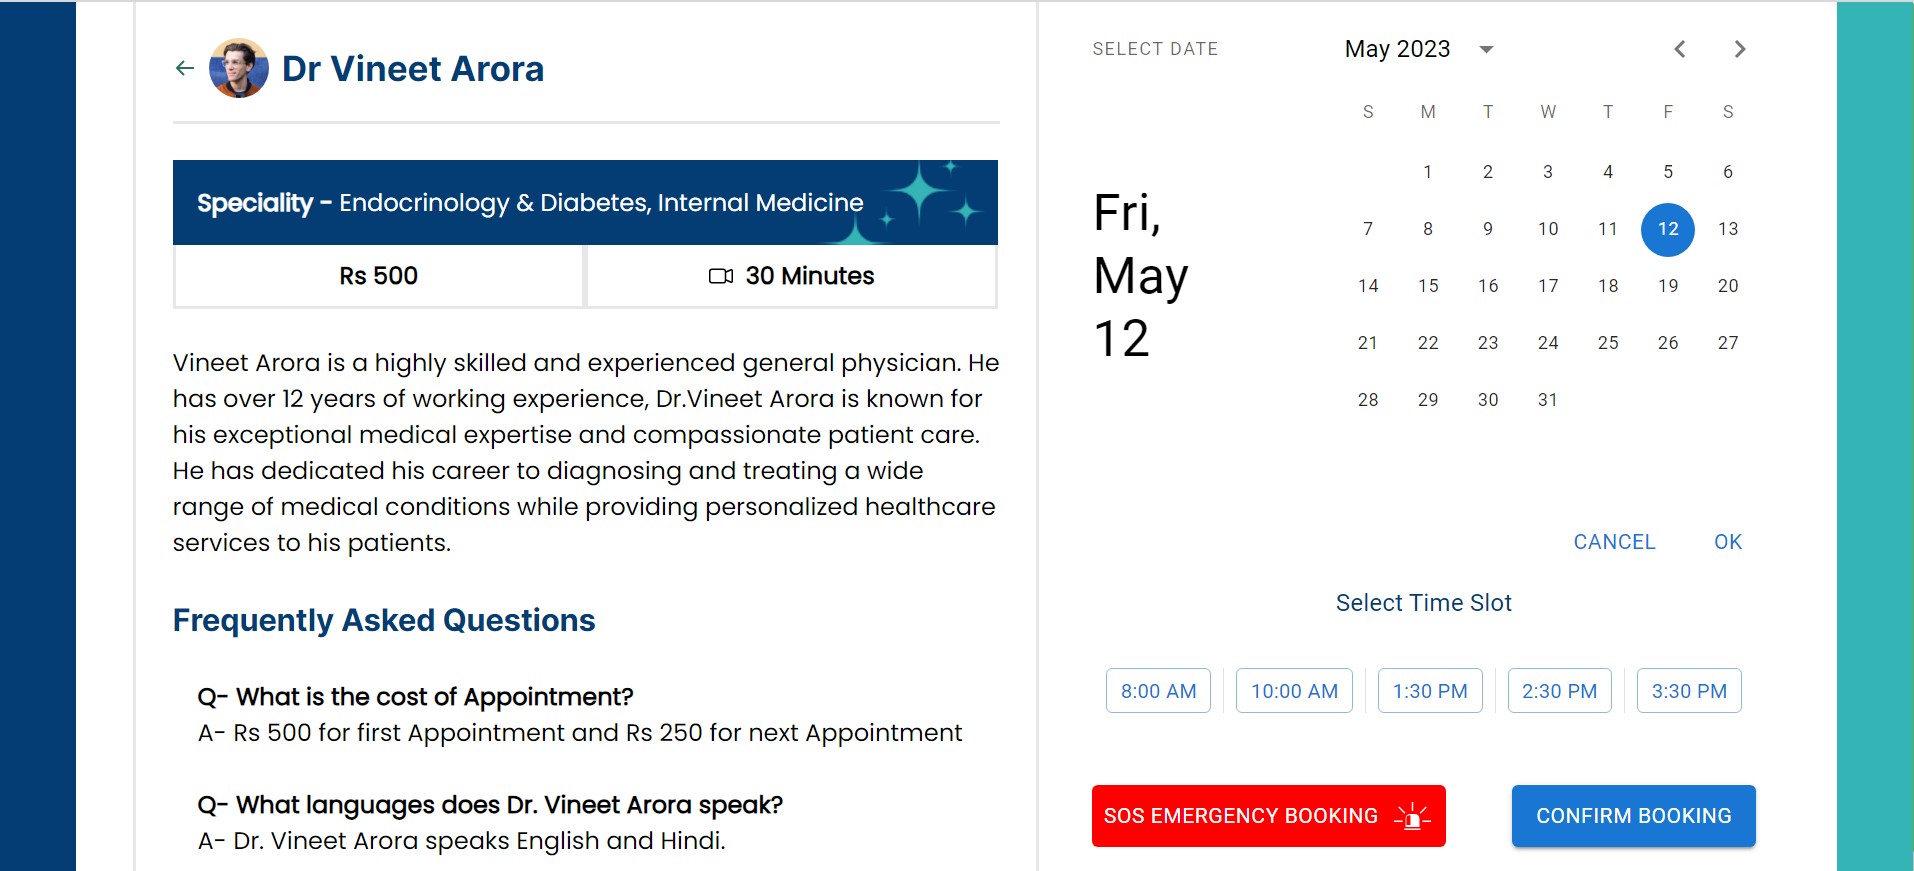 Dr Vineet Arora
Speciality - Endocrinology & Diabetes, Internal Medicine
Rs 500
30 Minutes
Vineet Arora is a highly skilled and experienced general physician. He
has over 12 years of working experience, Dr.Vineet Arora is known for
his exceptional medical expertise and compassionate patient care.
He has dedicated his career to diagnosing and treating a wide
range of medical conditions while providing personalized healthcare
services to his patients.
Frequently Asked Questions
Q- What is the cost of Appointment?
A- Rs 500 for first Appointment and Rs 250 for next Appointment
Q- What languages does Dr. Vineet Arora speak?
A- Dr. Vineet Arora speaks English and Hindi.
SELECT DATE
Fri,
May
12
May 2023
S M T W T F S
1 2 3 4 5 6
7 8 9 10 11 12 13
14 15 16 17 18 19 20
21 22 23 24 25 26 27
28 29 30 31
CANCEL OK
Select Time Slot
8:00 AM 10:00 AM 1:30 PM 2:30 PM 3:30 PM
SOS EMERGENCY BOOKING
CONFIRM BOOKING